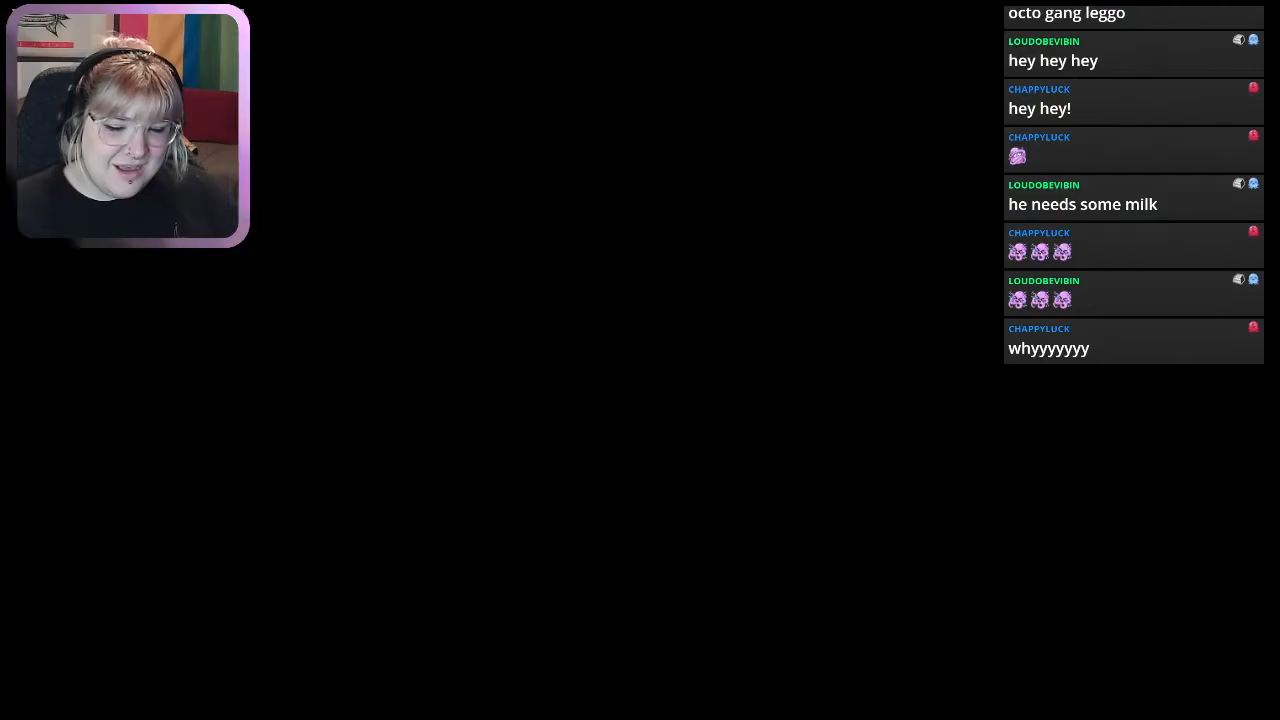 octo gang leggo
LOUDOBEVIBIN
hey hey hey
CHAPPYLUCK
hey hey!
CHAPPYLUCK
LOUDOBEVIBIN
he needs some milk
CHAPPYLUCK
LOUDOBEVIBIN
CHAPPYLUCK
whyyyyyyy